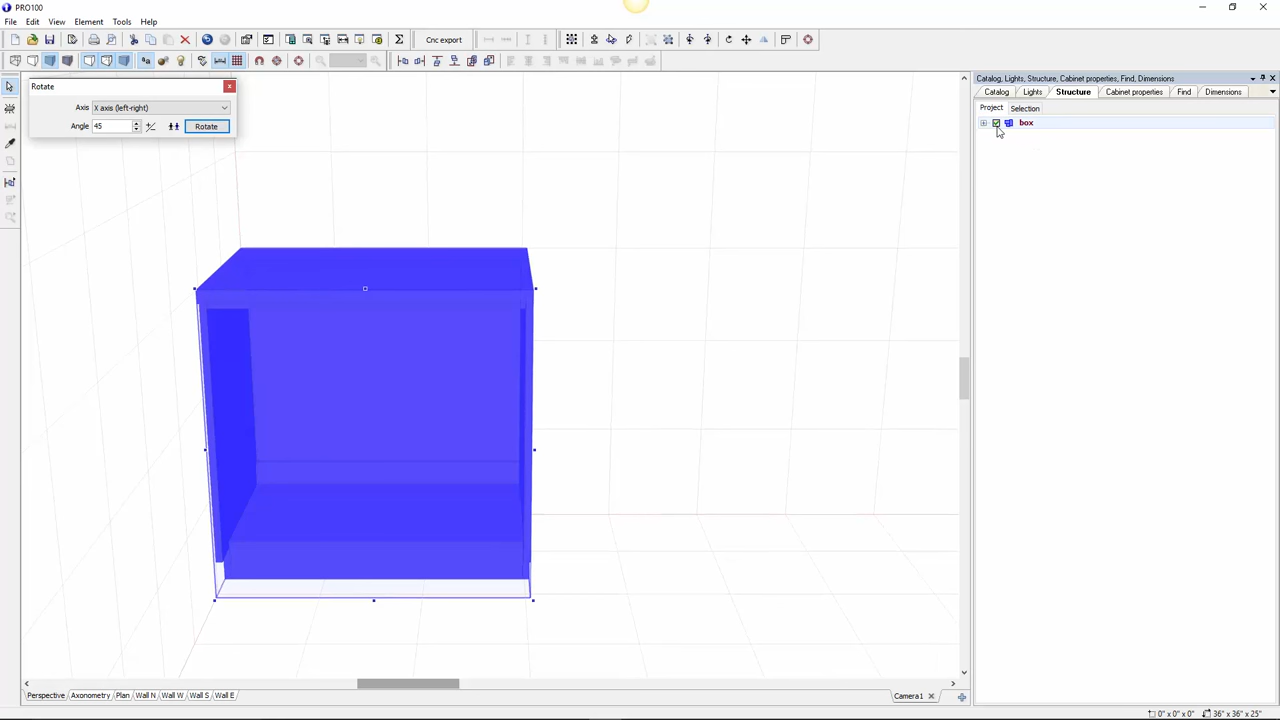 PRO100
File Edit View Element Tools Help
Cnc export
Rotate
Axis X axis (left-right)
Angle 45 Rotate
Catalog, Lights, Structure, Cabinet properties, Find, Dimensions
Catalog Lights Structure Cabinet properties Find Dimensions
Project Selection
box
Perspective Axonometry Plan Wall N Wall W Wall S Wall E
Camera1
0" x 0" x 0" 36" x 36" x 25"